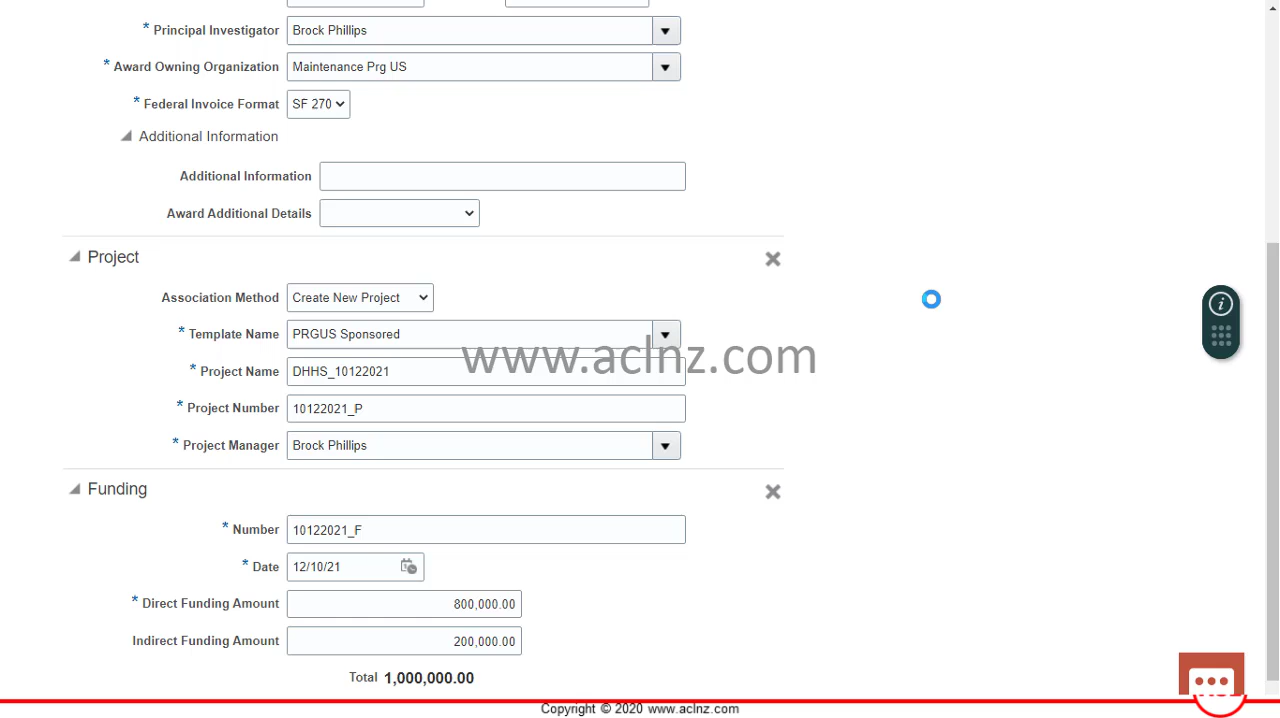 * Principal Investigator Brock Phillips
* Award Owning Organization Maintenance Prg US
* Federal Invoice Format SF 270
Additional Information
Additional Information
Award Additional Details
Project
Association Method Create New Project
* Template Name PRGUS Sponsored
www.aclnz.com
* Project Name DHHS_10122021
* Project Number 10122021_P
* Project Manager Brock Phillips
Funding
* Number 10122021_F
* Date 12/10/21
* Direct Funding Amount 800,000.00
Indirect Funding Amount 200,000.00
Total 1,000,000.00
Copyright © 2020 www.aclnz.com